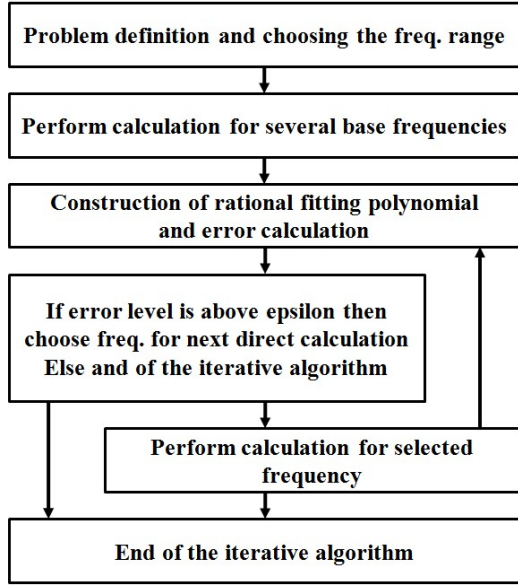 Problem definition and choosing the freq. range
Perform calculation for several base frequencies
Construction of rational fitting polynomial
and error calculation
If error level is above epsilon then
choose freq. for next direct calculation
Else and of the iterative algorithm
Perform calculation for selected
frequency
End of the iterative algorithm